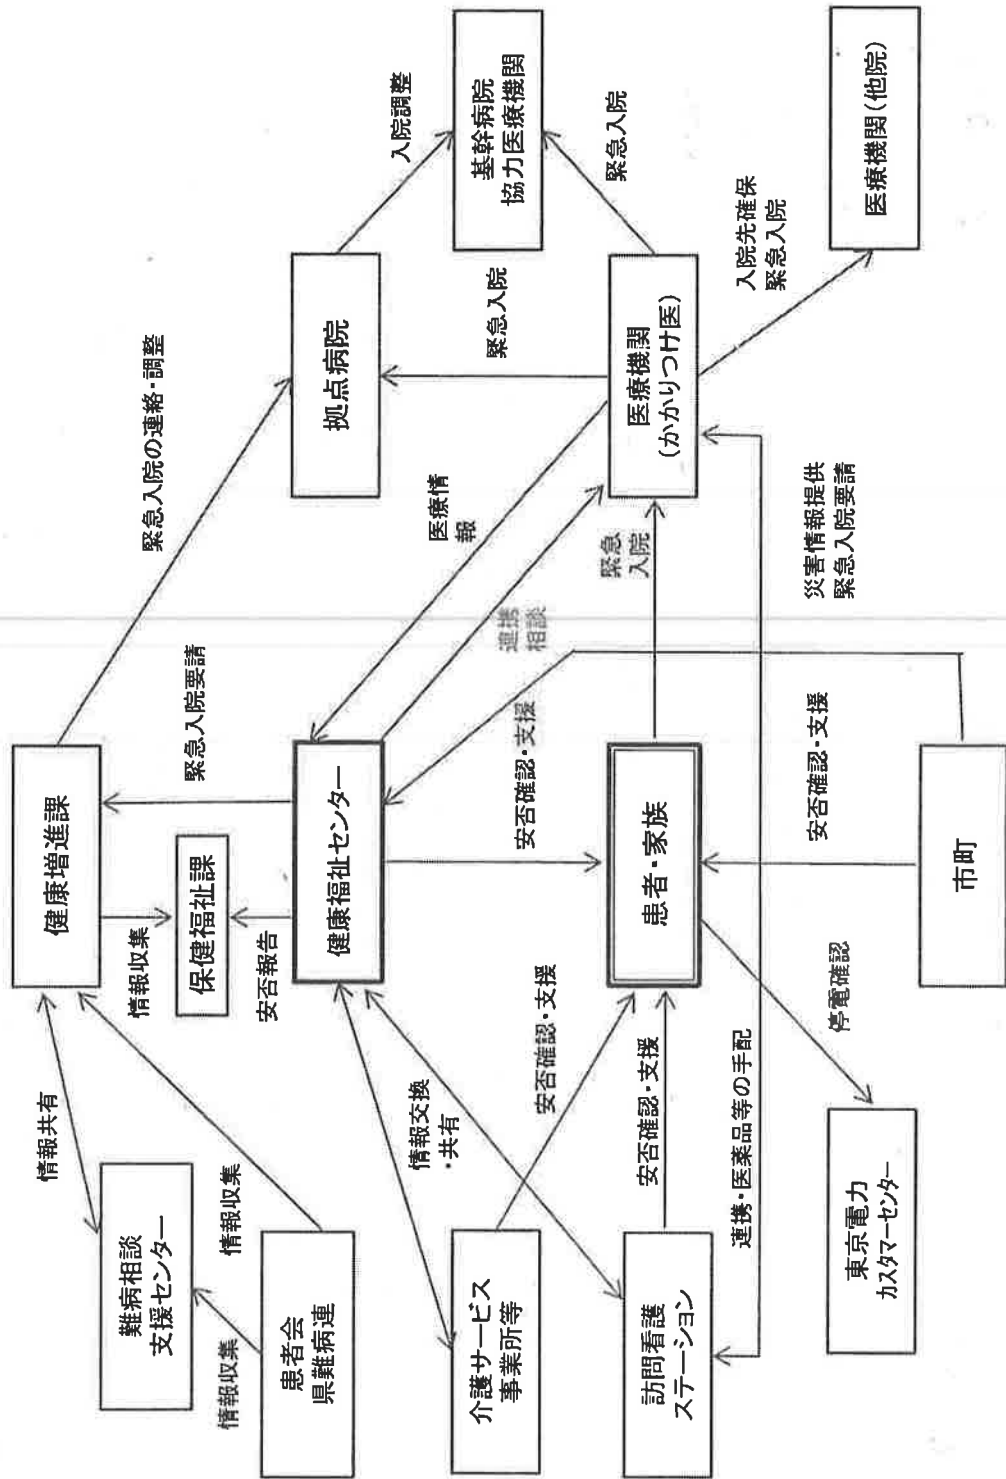 難病相談
支援センター
情報共有
健康増進課
緊急入院の連絡・調整
入院調整
情報収集
情報収集
患者会
県難病連
情報収集
保健福祉課
安否報告
緊急入院要請
拠点病院
基幹病院
協力医療機関
健康福祉センター
医療情
報
緊急入院
緊急入院
介護サービス
事業所等
情報交換
・共有
安否確認・支援
安否確認・支援
連携
相談
安否確認・支援
安否確認・支援
患者・家族
緊急
入院
医療機関
(かかりつけ医)
入院先確保
緊急入院
医療機関(他院)
訪問看護
ステーション
連携・医薬品等の手配
停電確認
安否確認・支援
災害情報提供
緊急入院要請
東京電力
カスタマーセンター
市町